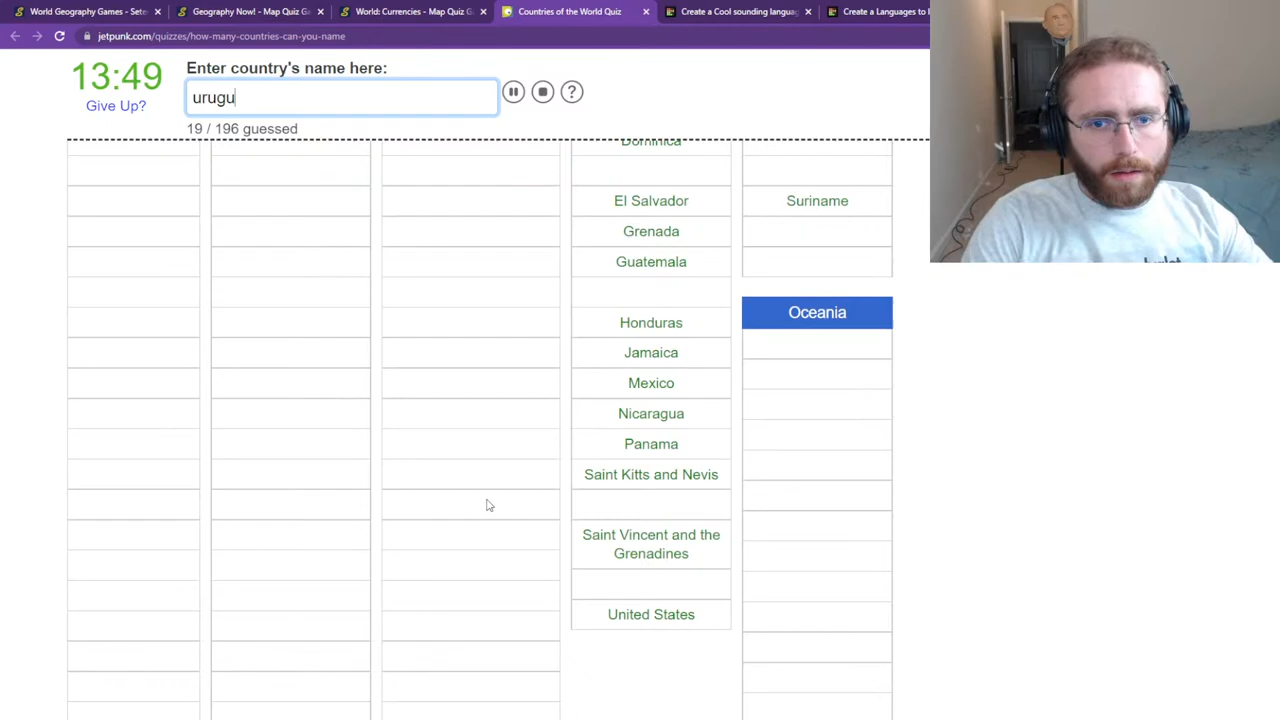 World Geography Games - Sete
Geography Now! - Map Quiz Ga
World: Currencies - Map Quiz G
Countries of the World Quiz
Create a Cool sounding languag
Create a Languages to l
jetpunk.com/quizzes/how-many-countries-can-you-name
13:49
Give Up?
Enter country's name here:
urugu
19 / 196 guessed
Dominica
El Salvador
Suriname
Grenada
Guatemala
Oceania
Honduras
Jamaica
Mexico
Nicaragua
Panama
Saint Kitts and Nevis
Saint Vincent and the
Grenadines
United States